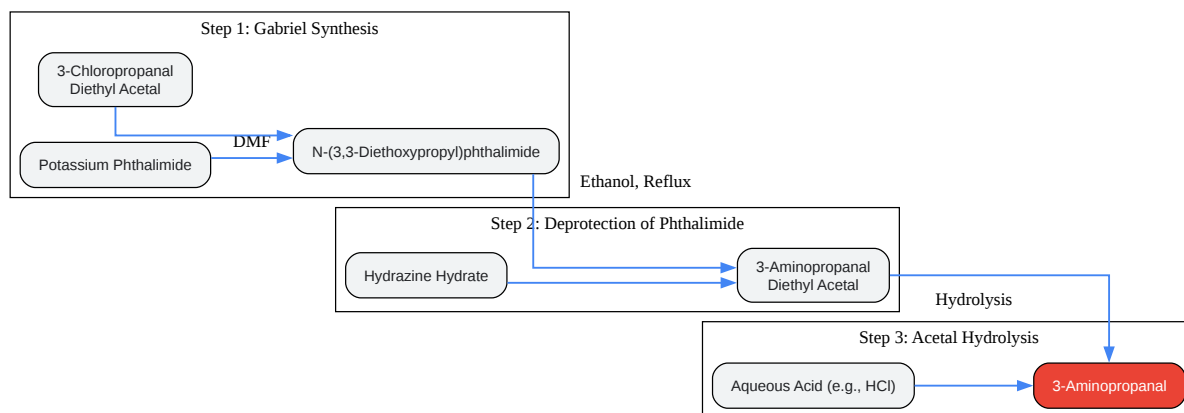 Step 1: Gabriel Synthesis
3-Chloropropanal
Diethyl Acetal
DMF
Potassium Phthalimide
N-(3,3-Diethoxypropyl)phthalimide
Ethanol, Reflux
Step 2: Deprotection of Phthalimide
Hydrazine Hydrate
3-Aminopropanal
Diethyl Acetal
Hydrolysis
Step 3: Acetal Hydrolysis
Aqueous Acid (e.g., HCl)
3-Aminopropanal